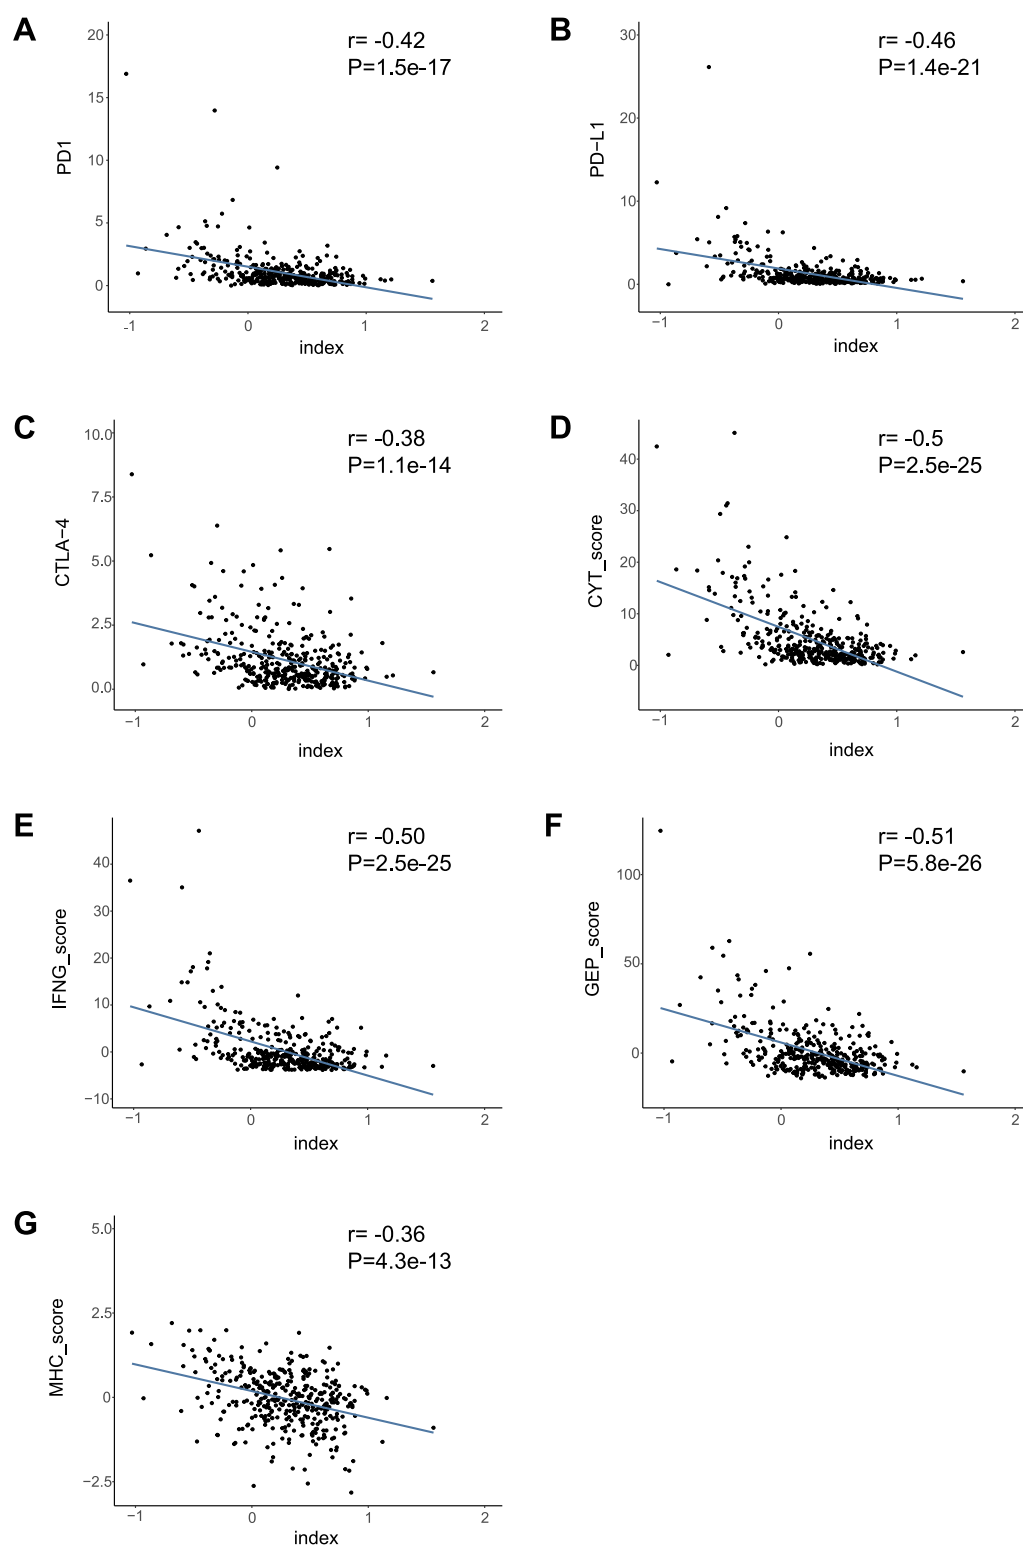 A
r= -0.42
P=1.5e-17
20
15
10
5
0
PD1
-1 0 1 2
index
B
r= -0.46
P=1.4e-21
30
20
10
0
PD−L1
−1 0 1 2
index
C
r= -0.38
P=1.1e-14
10.0
7.5
5.0
2.5
0.0
CTLA−4
−1 0 1 2
index
D
r= -0.5
P=2.5e-25
40
30
20
10
0
CYT_score
−1 0 1 2
index
E
r= -0.50
P=2.5e-25
40
30
20
10
0
−10
IFNG_score
−1 0 1 2
index
F
r= -0.51
P=5.8e-26
100
50
0
GEP_score
−1 0 1 2
index
G
r= -0.36
P=4.3e-13
5.0
2.5
0
−2.5
MHC_score
−1 0 1 2
index